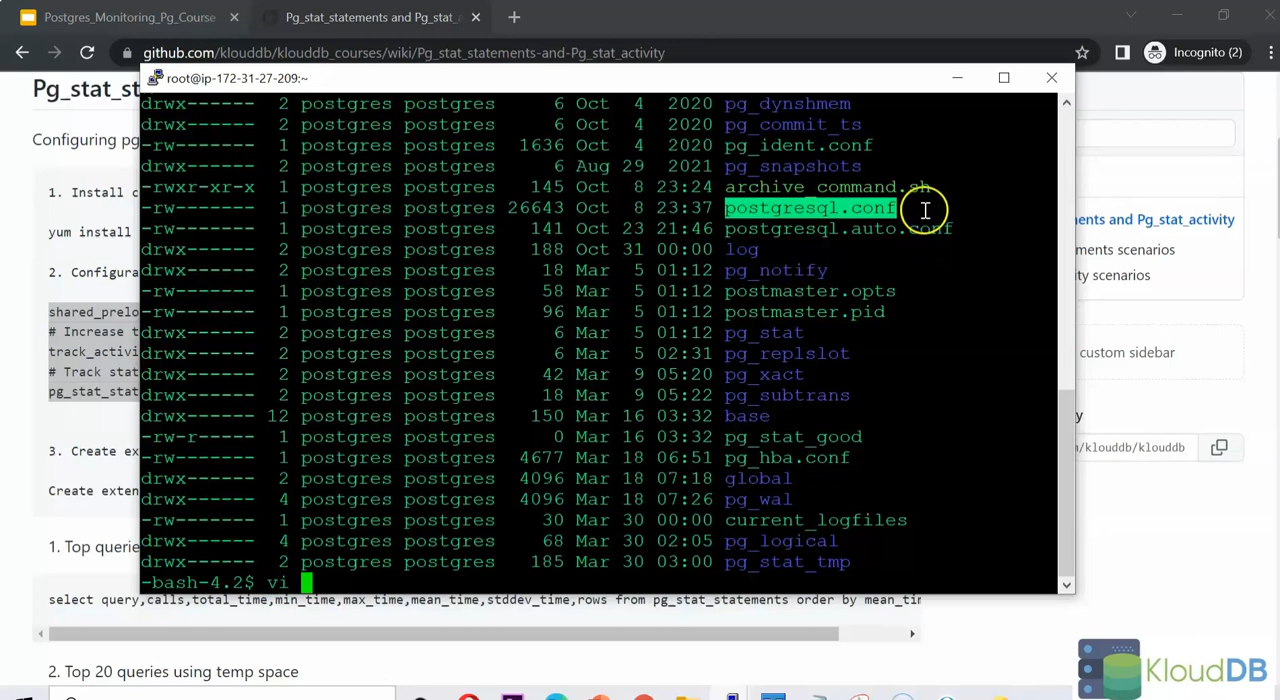 Postgres_Monitoring_Pg_Course
Pg_stat_statements and Pg_stat_
github.com/klouddb/klouddb_courses/wiki/Pg_stat_statements-and-Pg_stat_activity
Incognito (2)
Pg_stat_st
root@ip-172-31-27-209:~
drwx------ 2 postgres postgres 6 Oct 4 2020 pg_dynshmem
drwx------ 2 postgres postgres 6 Oct 4 2020 pg_commit_ts
Configuring pg
-rw------- 1 postgres postgres 1636 Oct 4 2020 pg_ident.conf
drwx------ 2 postgres postgres 6 Aug 29 2021 pg_snapshots
1. Install c
-rwxr-xr-x 1 postgres postgres 145 Oct 8 23:24 archive_command.sh
-rw------- 1 postgres postgres 26643 Oct 8 23:37 postgresql.conf
ents and Pg_stat_activity
yum install
-rw------- 1 postgres postgres 141 Oct 23 21:46 postgresql.auto.conf
drwx------ 2 postgres postgres 188 Oct 31 00:00 log
ments scenarios
2. Configura
drwx------ 2 postgres postgres 18 Mar 5 01:12 pg_notify
ty scenarios
-rw------- 1 postgres postgres 58 Mar 5 01:12 postmaster.opts
shared_prelo
-rw------- 1 postgres postgres 96 Mar 5 01:12 postmaster.pid
# Increase t
drwx------ 2 postgres postgres 6 Mar 5 01:12 pg_stat
track_activi
drwx------ 2 postgres postgres 6 Mar 5 02:31 pg_replslot
custom sidebar
# Track stat
drwx------ 2 postgres postgres 42 Mar 9 05:20 pg_xact
pg_stat_stat
drwx------ 2 postgres postgres 18 Mar 9 05:22 pg_subtrans
drwx------ 12 postgres postgres 150 Mar 16 03:32 base
y
-rw-r----- 1 postgres postgres 0 Mar 16 03:32 pg_stat_good
3. Create ex
-rw------- 1 postgres postgres 4677 Mar 18 06:51 pg_hba.conf
m/klouddb/klouddb
drwx------ 2 postgres postgres 4096 Mar 18 07:18 global
Create exten
drwx------ 4 postgres postgres 4096 Mar 18 07:26 pg_wal
-rw------- 1 postgres postgres 30 Mar 30 00:00 current_logfiles
1. Top querie
drwx------ 4 postgres postgres 68 Mar 30 02:05 pg_logical
drwx------ 2 postgres postgres 185 Mar 30 03:00 pg_stat_tmp
-bash-4.2$ vi
select query,calls,total_time,min_time,max_time,mean_time,stddev_time,rows from pg_stat_statements order by mean_tim
2. Top 20 queries using temp space
KloudDB